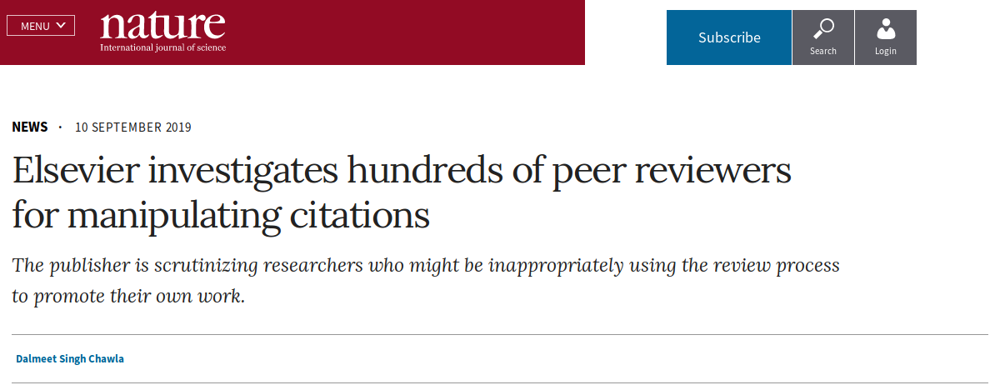 MENU
nature
International journal of science
Subscribe
Search
Login
NEWS · 10 SEPTEMBER 2019
Elsevier investigates hundreds of peer reviewers
for manipulating citations
The publisher is scrutinizing researchers who might be inappropriately using the review process
to promote their own work.
Dalmeet Singh Chawla